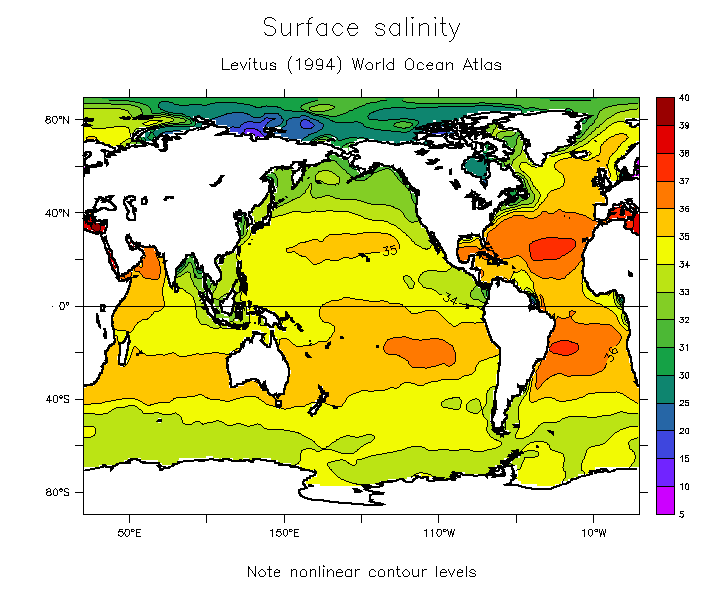 Surface salinity
Levitus (1994) World Ocean Atlas
80°N
40°N
0°
40°S
80°S
50°E
150°E
110°W
10°W
35
34
36
40
39
38
37
36
35
34
33
32
31
30
25
20
15
10
5
Note nonlinear contour levels